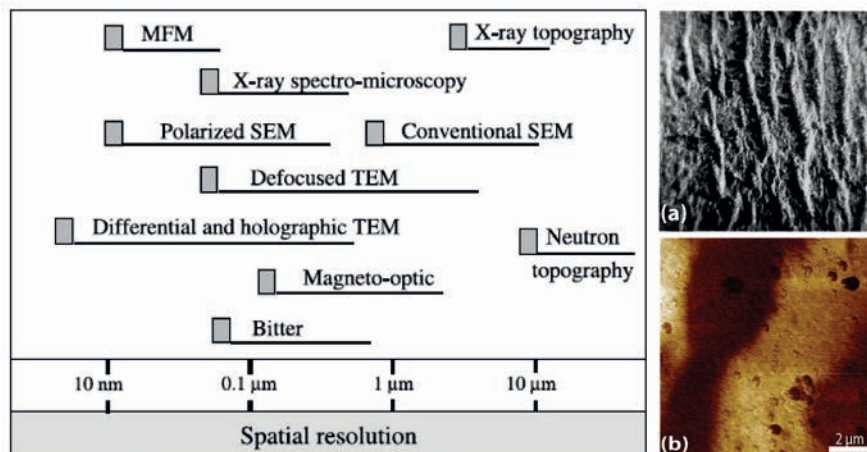 MFM
X-ray topography
X-ray spectro-microscopy
Polarized SEM
Conventional SEM
Defocused TEM
Differential and holographic TEM
Neutron
topography
Magneto-optic
Bitter
10 nm
0.1 µm
1 µm
10 µm
Spatial resolution
(a)
(b)
2 µm